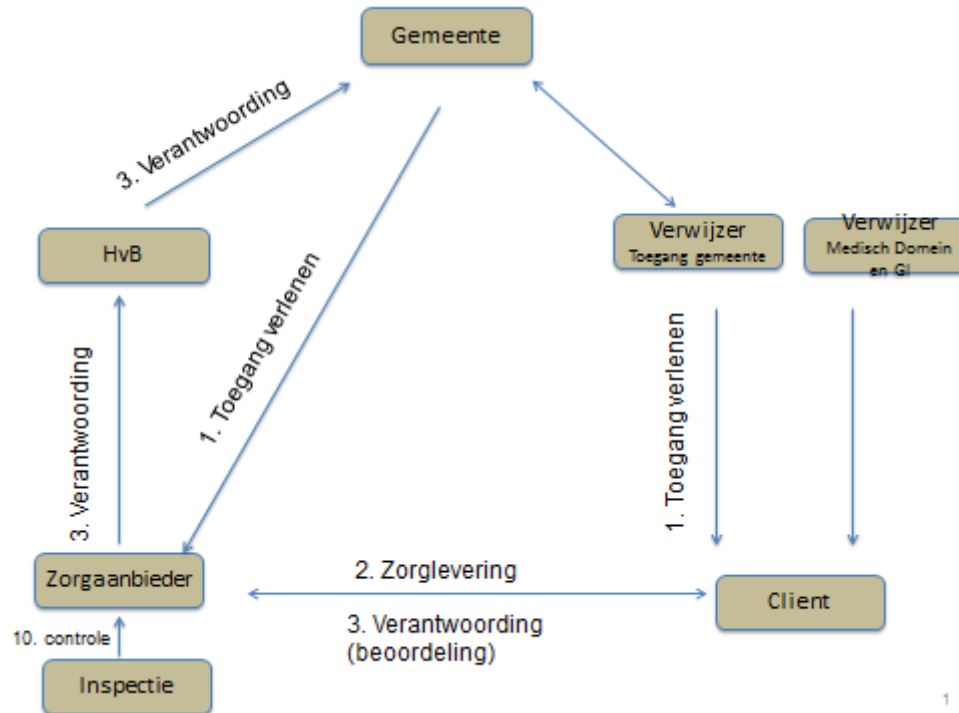 Gemeente
3. Verantwoording
HvB
Verwijzer
Toegang gemeente
Verwijzer
Medisch Domein
en GI
1. Toegang verlenen
3. Verantwoording
1. Toegang verlenen
Zorgaanbieder
2. Zorglevering
3. Verantwoording
(beoordeling)
Client
10. controle
Inspectie
1